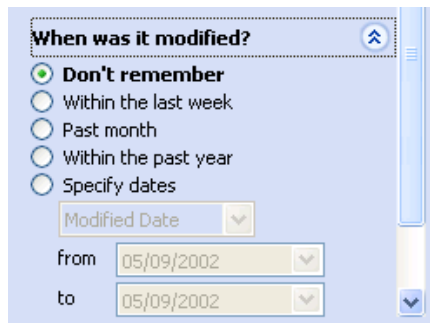 When was it modified?
Don't remember
Within the last week
Past month
Within the past year
Specify dates
Modified Date
from 05/09/2002
to 05/09/2002